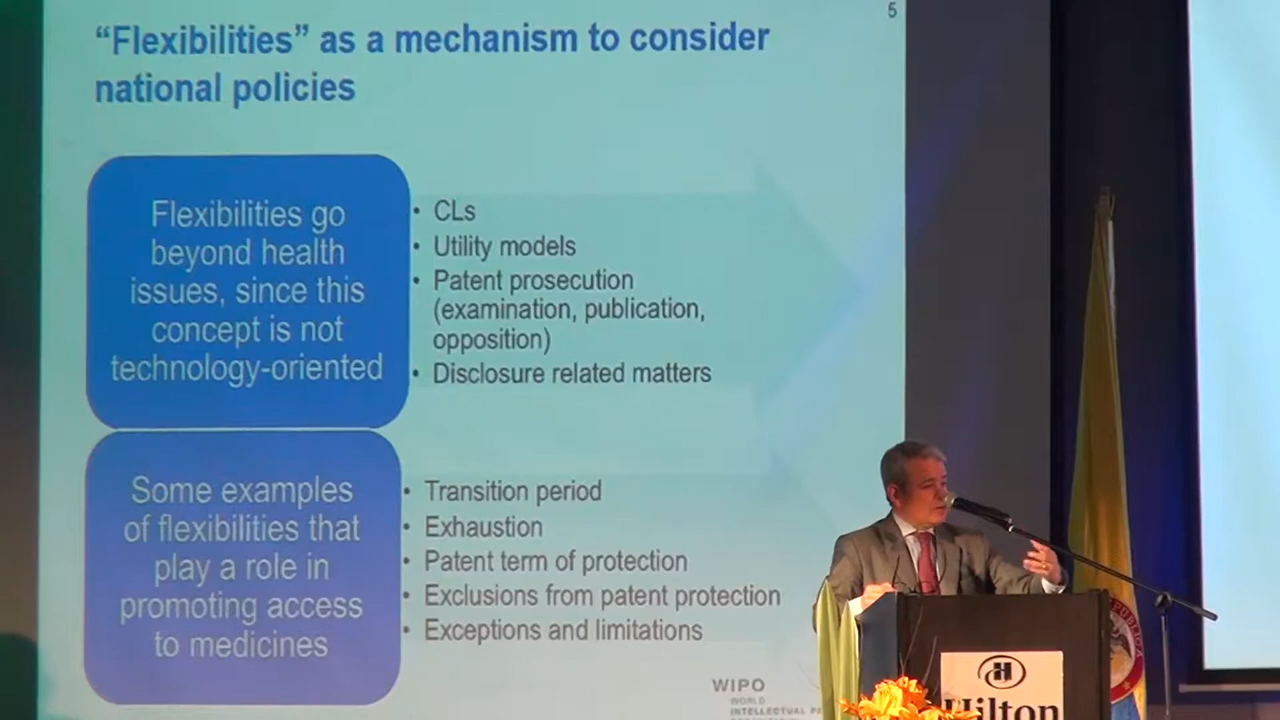 5
“Flexibilities” as a mechanism to consider
national policies
Flexibilities go
beyond health
issues, since this
concept is not
technology-oriented
• CLs
• Utility models
• Patent prosecution
(examination, publication,
opposition)
• Disclosure related matters
Some examples
of flexibilities that
play a role in
promoting access
to medicines
• Transition period
• Exhaustion
• Patent term of protection
• Exclusions from patent protection
• Exceptions and limitations
WIPO
WORLD
INTELLECTUAL
H
Hilton